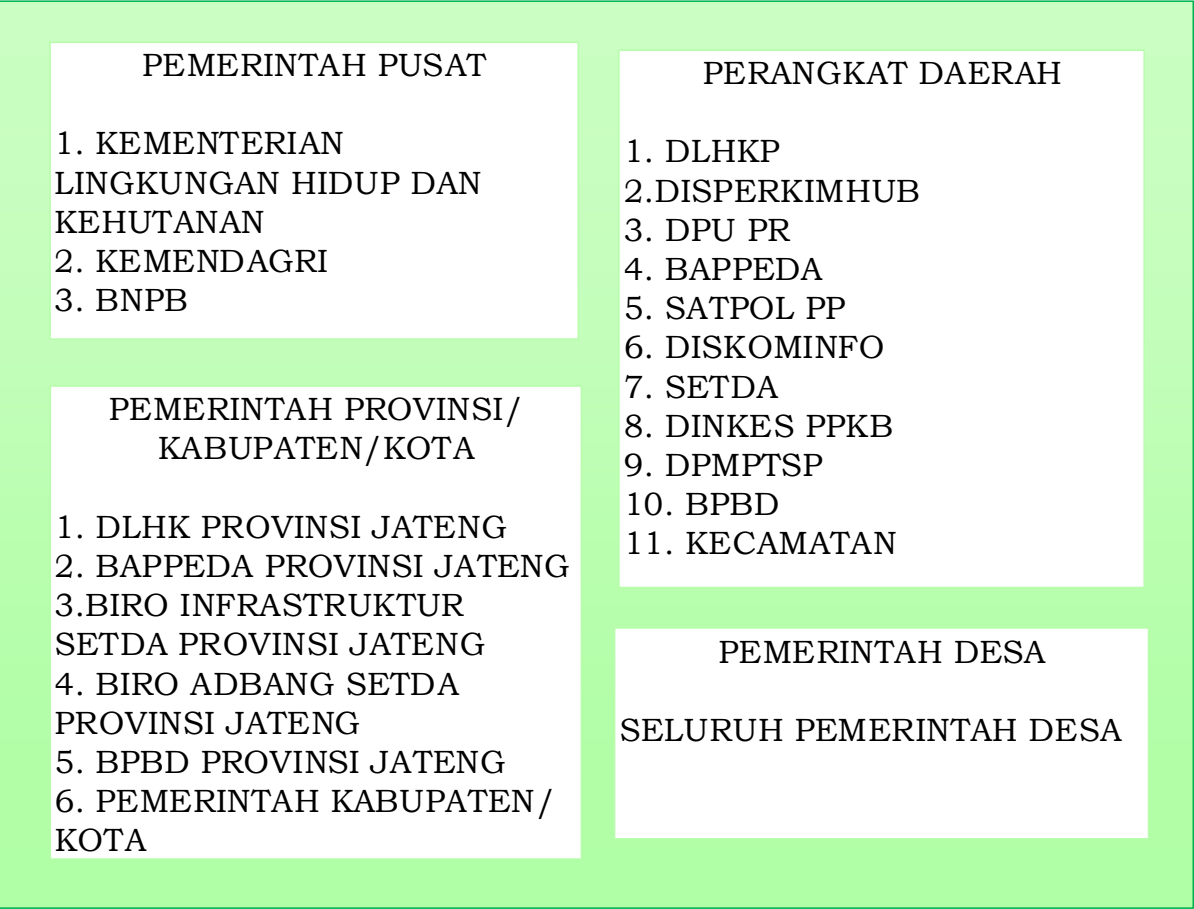 PEMERINTAH PUSAT
1. KEMENTERIAN
LINGKUNGAN HIDUP DAN
KEHUTANAN
2. KEMENDAGRI
3. BNPB
PEMERINTAH PROVINSI/
KABUPATEN/KOTA
1. DLHK PROVINSI JATENG
2. BAPPEDA PROVINSI JATENG
3.BIRO INFRASTRUKTUR
SETDA PROVINSI JATENG
4. BIRO ADBANG SETDA
PROVINSI JATENG
5. BPBD PROVINSI JATENG
6. PEMERINTAH KABUPATEN/
KOTA
PERANGKAT DAERAH
1. DLHKP
2.DISPERKIMHUB
3. DPU PR
4. BAPPEDA
5. SATPOL PP
6. DISKOMINFO
7. SETDA
8. DINKES PPKB
9. DPMPTSP
10. BPBD
11. KECAMATAN
PEMERINTAH DESA
SELURUH PEMERINTAH DESA